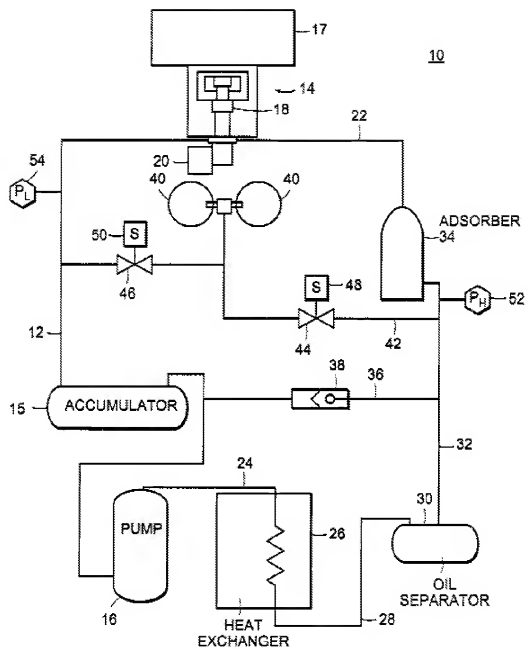 17
10
14
18
22
54
PL
20
40
40
ADSORBER
34
50
S
48
S
PH
52
46
12
44
42
38
36
15
ACCUMULATOR
32
24
30
PUMP
26
16
HEAT
EXCHANGER
28
OIL
SEPARATOR